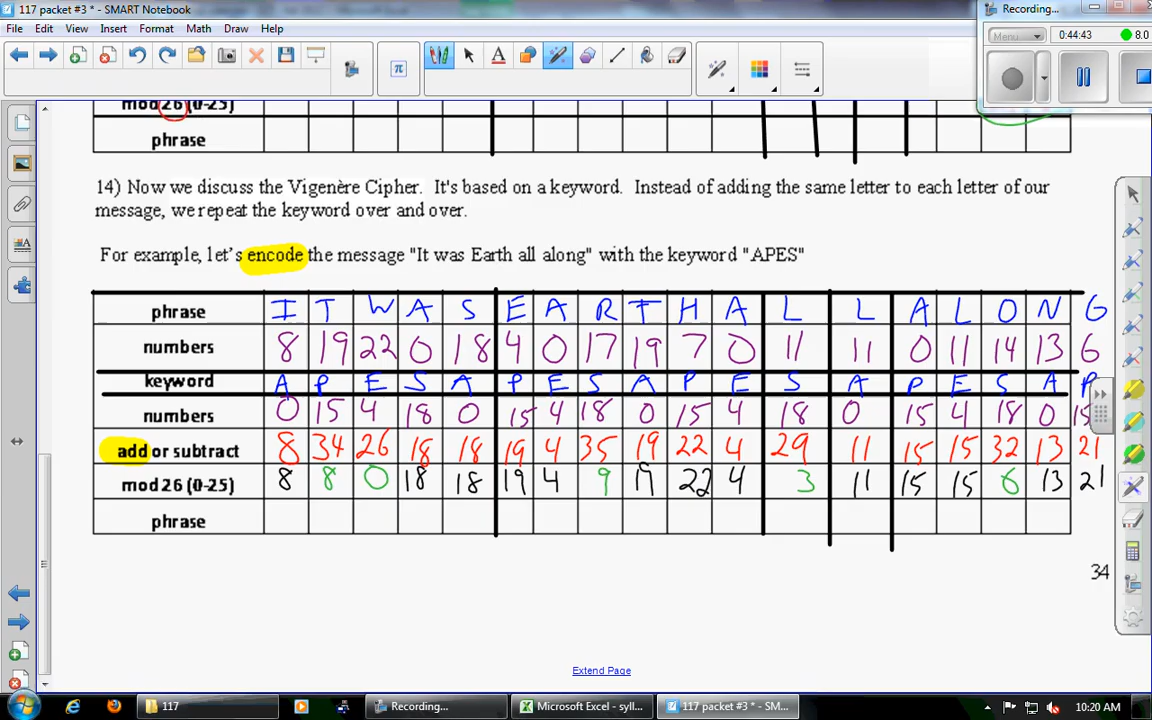 117 packet #3 * - SMART Notebook
Recording...
File Edit View Insert Format Math Draw Help
Menu...
0:44:43
8.0
π
A
mod 26 (0-25)
phrase
14) Now we discuss the Vigenère Cipher. It's based on a keyword. Instead of adding the same letter to each letter of our
message, we repeat the keyword over and over.
For example, let's encode the message "It was Earth all along" with the keyword "APES"
phrase I T W A S E A R T H A L L A L O N G
numbers 8 19 22 0 18 4 0 17 19 7 0 11 11 0 11 14 13 6
keyword A P E S A P E S A P E S A P E S A P
numbers 0 15 4 18 0 15 4 18 0 15 4 18 0 15 4 18 0 15
add or subtract 8 34 26 18 18 19 4 35 19 22 4 29 11 15 15 32 13 21
mod 26 (0-25) 8 8 0 18 18 19 4 9 19 22 4 3 11 15 15 6 13 21
phrase
34
Extend Page
117
Recording...
Microsoft Excel - syll...
117 packet #3 * - SM...
10:20 AM